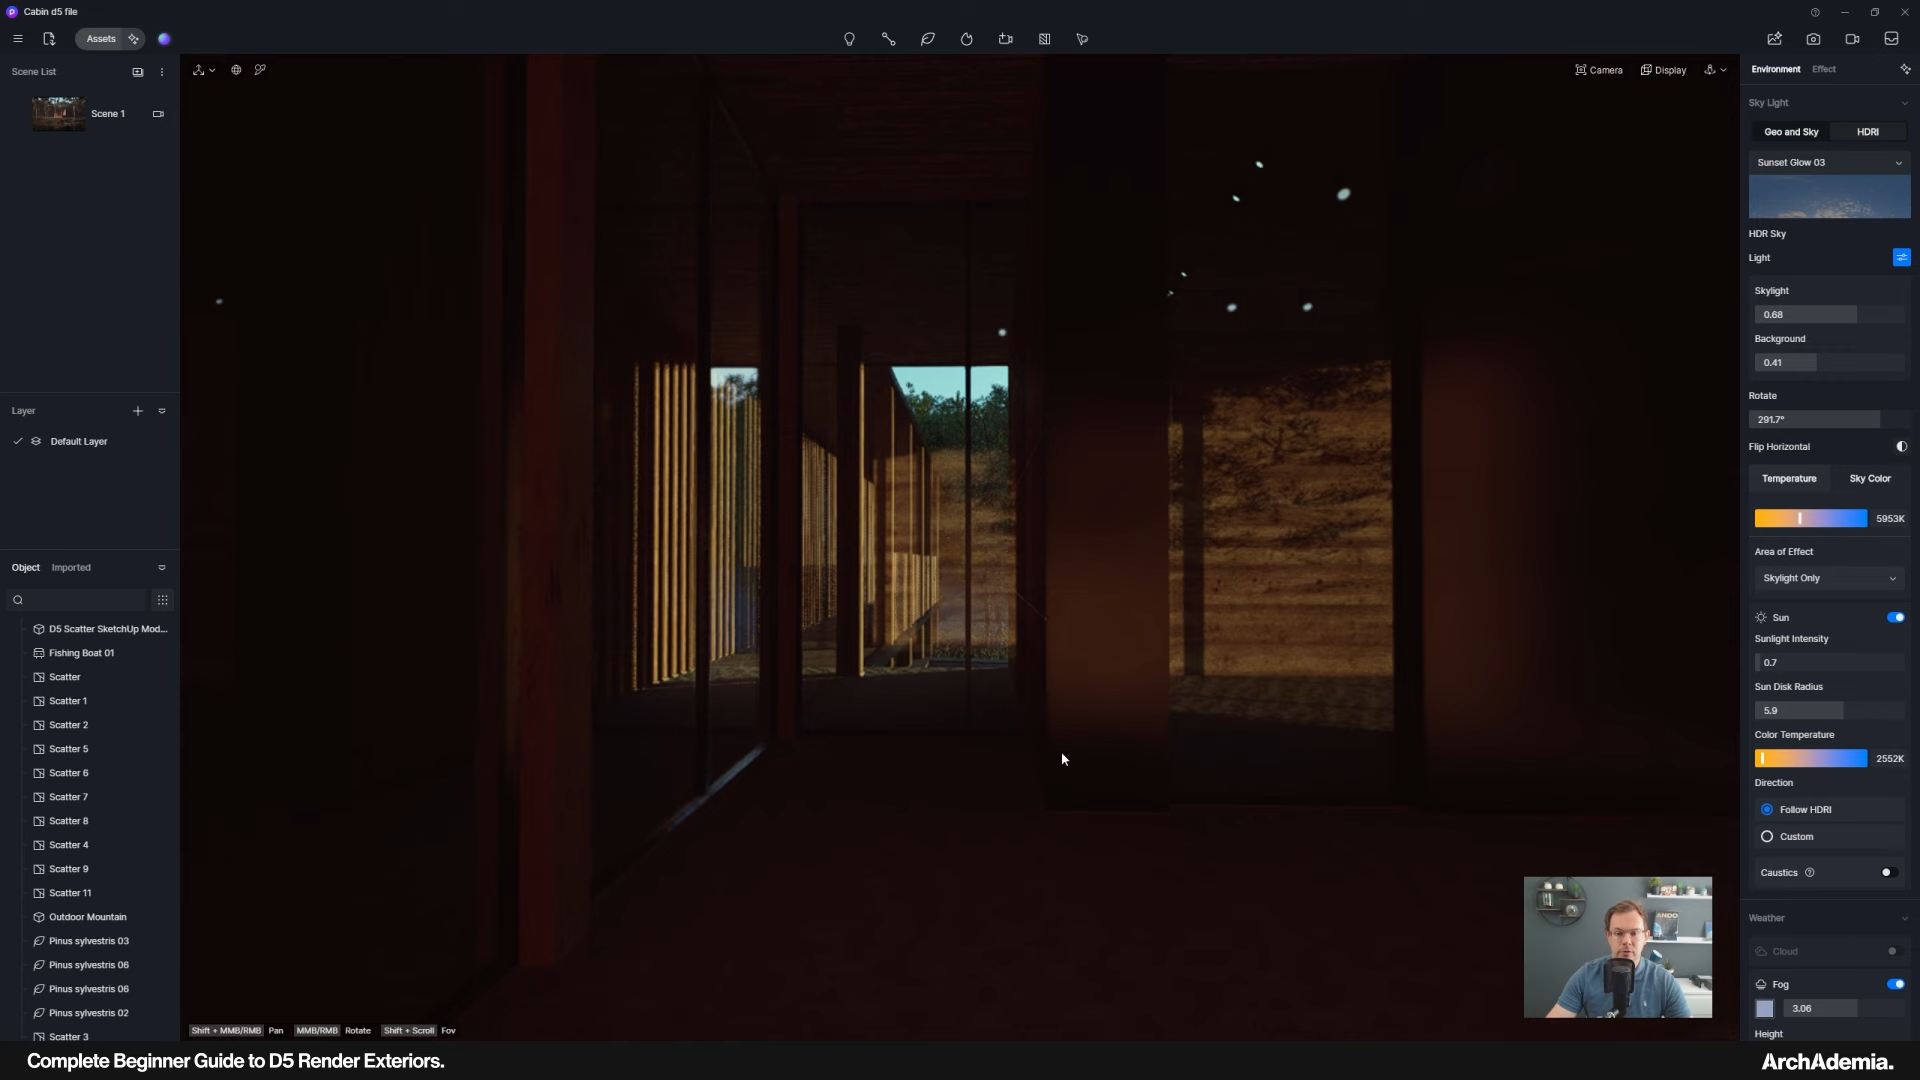 Cabin d5 file
Assets
Scene List
Scene 1
Layer
Default Layer
Object
Imported
D5 Scatter SketchUp Mod...
Fishing Boat 01
Scatter
Scatter 1
Scatter 2
Scatter 5
Scatter 6
Scatter 7
Scatter 8
Scatter 4
Scatter 9
Scatter 11
Outdoor Mountain
Pinus sylvestris 03
Pinus sylvestris 06
Pinus sylvestris 06
Pinus sylvestris 02
Scatter 3
Camera
Display
Shift + MMB/RMB Pan MMB/RMB Rotate Shift + Scroll Fov
ANDO
Environment Effect
Sky Light
Geo and Sky HDRI
Sunset Glow 03
HDR Sky
Light
Skylight
0.68
Background
0.41
Rotate
291.7°
Flip Horizontal
Temperature Sky Color
5953K
Area of Effect
Skylight Only
Sun
Sunlight Intensity
0.7
Sun Disk Radius
5.9
Color Temperature
2552K
Direction
Follow HDRI
Custom
Caustics
Weather
Cloud
Fog
3.06
Height
Complete Beginner Guide to D5 Render Exteriors.
ArchAdemia.